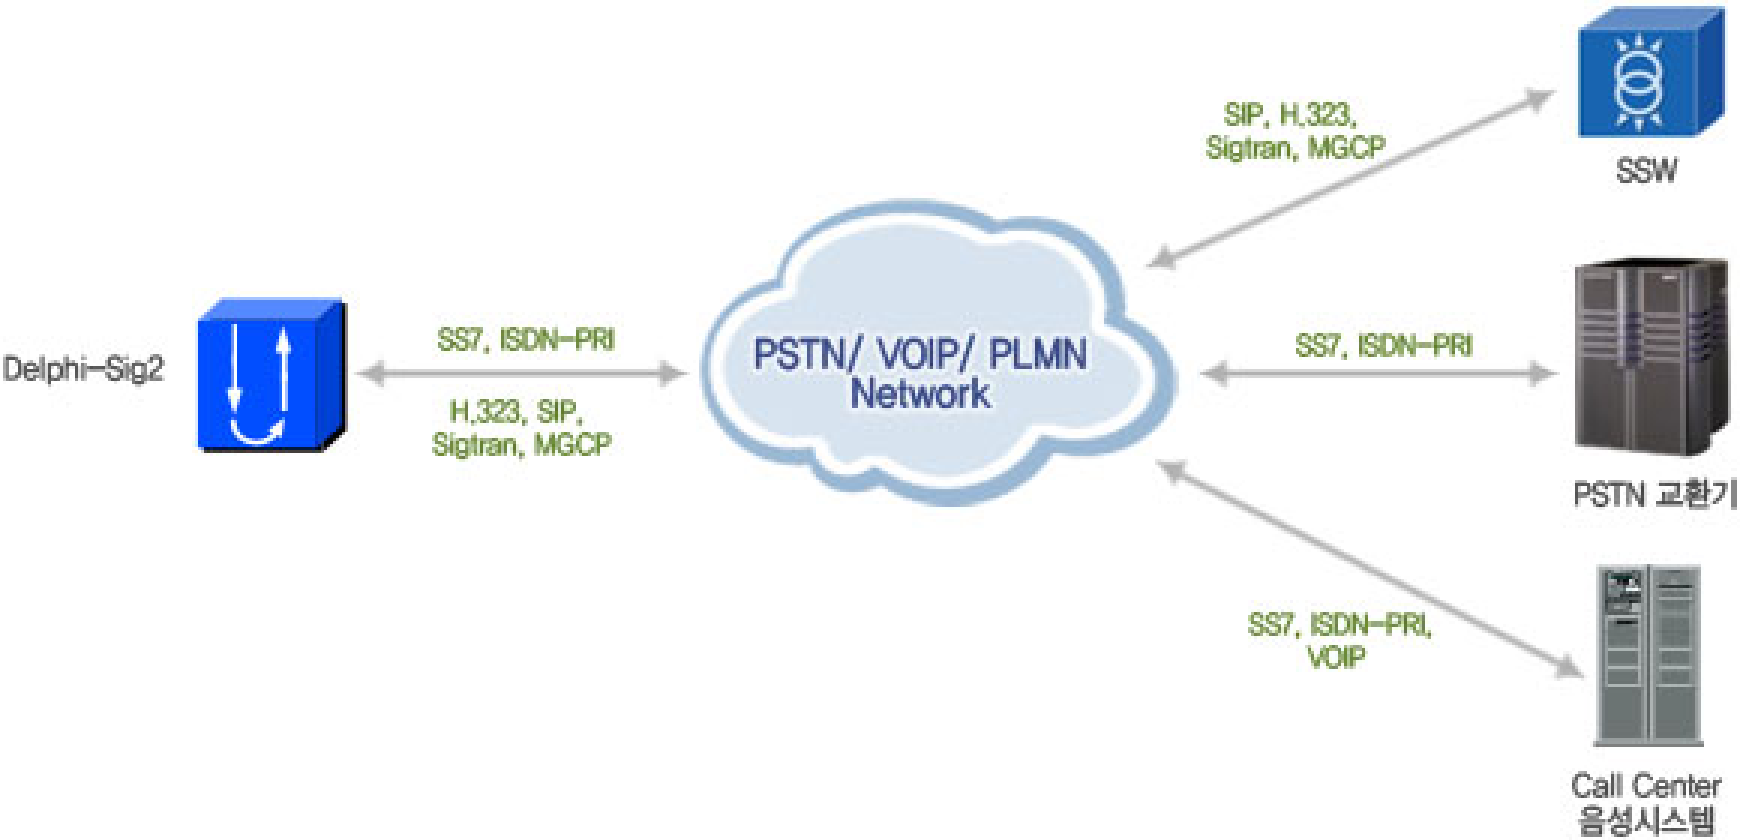 SIP, H.323,
Sigtran, MGCP
SSW
Delphi-Sig2
SS7, ISDN-PRI
H.323, SIP,
Sigtran, MGCP
PSTN/ VOIP/ PLMN
Network
SS7, ISDN-PRI
PSTN 교환기
SS7, ISDN-PRI,
VOIP
Call Center
음성시스템